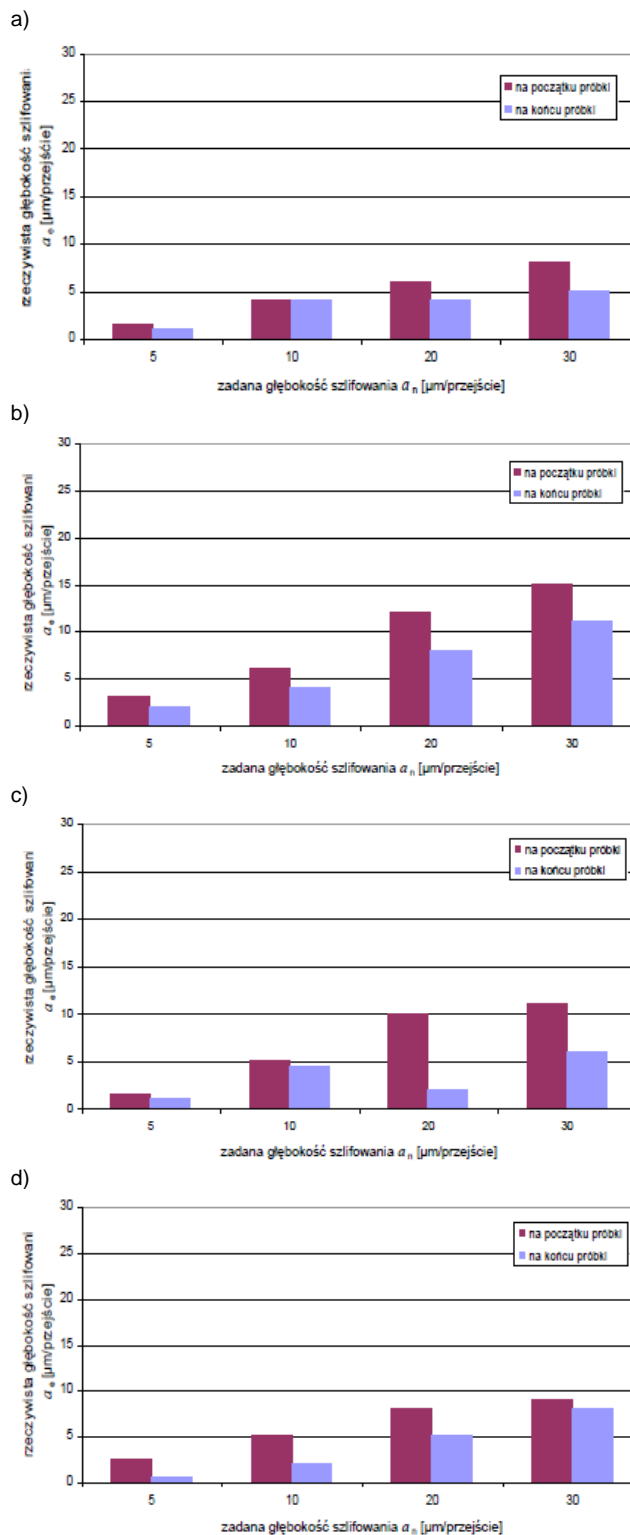 a)
rzeczywista głębokość szlifowania
a e [µm/przejście]
30
25
20
15
10
5
0
na początku próbki
na końcu próbki
5 10 20 30
zadana głębokość szlifowania a n [µm/przejście]
b)
rzeczywista głębokość szlifowani
a e [µm/przejście]
30
25
20
15
10
5
0
na początku próbki
na końcu próbki
5 10 20 30
zadana głębokość szlifowania a n [µm/przejście]
c)
rzeczywista głębokość szlifowani
a e [µm/przejście]
30
25
20
15
10
5
0
na początku próbki
na końcu próbki
5 10 20 30
zadana głębokość szlifowania a n [µm/przejście]
d)
rzeczywista głębokość szlifowani
a e [µm/przejście]
30
25
20
15
10
5
0
na początku próbki
na końcu próbki
5 10 20 30
zadana głębokość szlifowania a n [µm/przejście]